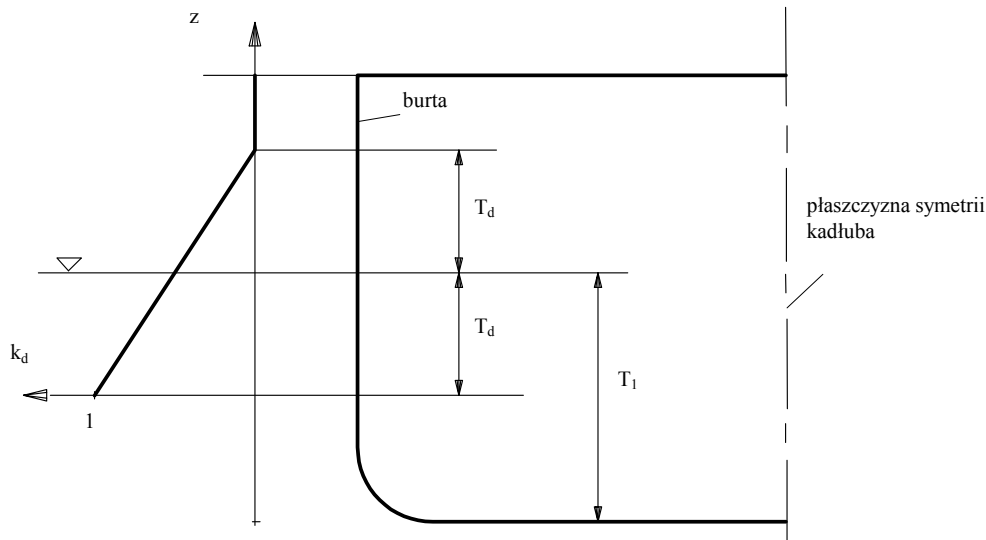 z
burta
T_d
płaszczyzna symetrii
kadłuba
T_d
k_d
T_1
1